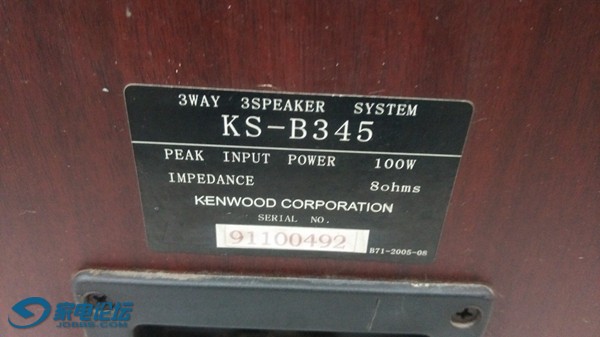 3WAY 3SPEAKER SYSTEM
KS-B345
PEAK INPUT POWER 100W
IMPEDANCE 8ohms
KENWOOD CORPORATION
SERIAL NO.
91100492
B71-2005-08
家电论坛
JDBBS.COM